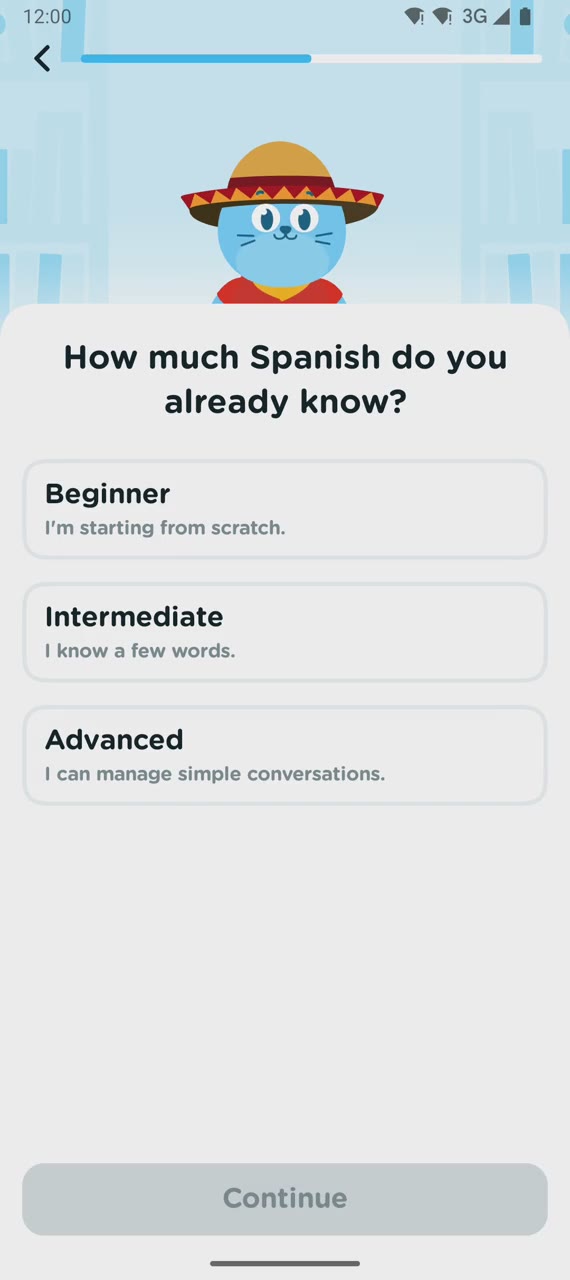 12:00
3G
How much Spanish do you
already know?
Beginner
I'm starting from scratch.
Intermediate
I know a few words.
Advanced
I can manage simple conversations.
Continue